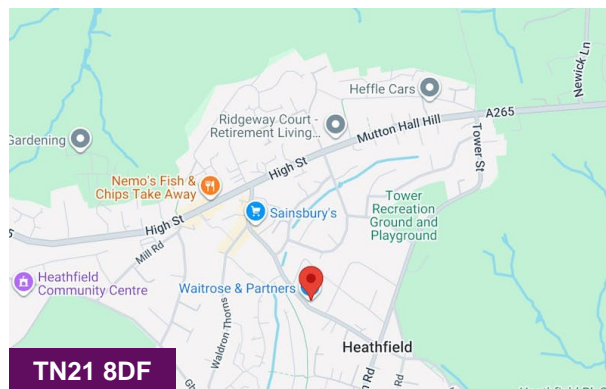 Newick Ln
Heffle Cars
A265
Ridgeway Court -
Retirement Living...
Mutton Hall Hill
Tower St
Gardening
High St
Nemo's Fish &
Chips Take Away
Tower
Recreation
Ground and
Playground
Sainsbury's
High St
Mill Rd
Heathfield
Community Centre
Waldron Thorns
Waitrose & Partners
Heathfield
TN21 8DF